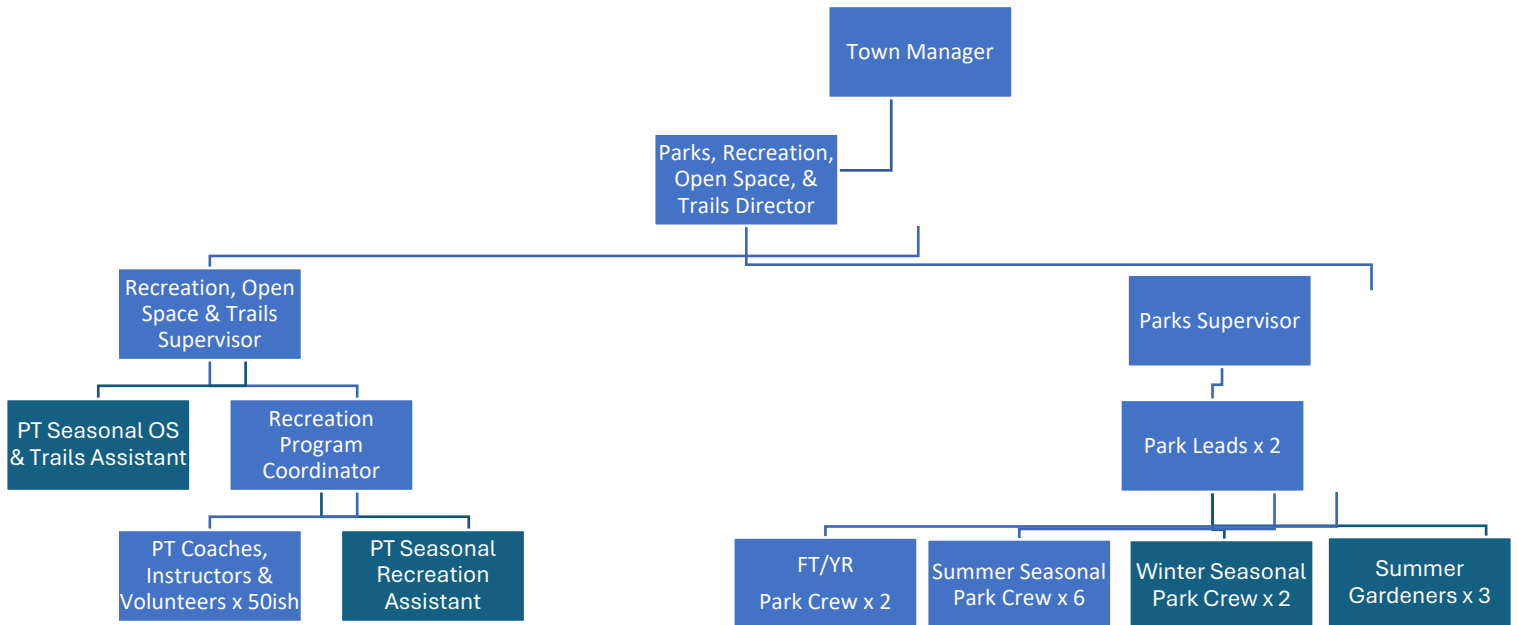 Town Manager
Parks, Recreation,
Open Space, &
Trails Director
Recreation, Open
Space & Trails
Supervisor
Parks Supervisor
PT Seasonal OS
& Trails Assistant
Recreation
Program
Coordinator
Park Leads x 2
PT Coaches,
Instructors &
Volunteers x 50ish
PT Seasonal
Recreation
Assistant
FT/YR
Park Crew x 2
Summer Seasonal
Park Crew x 6
Winter Seasonal
Park Crew x 2
Summer
Gardeners x 3